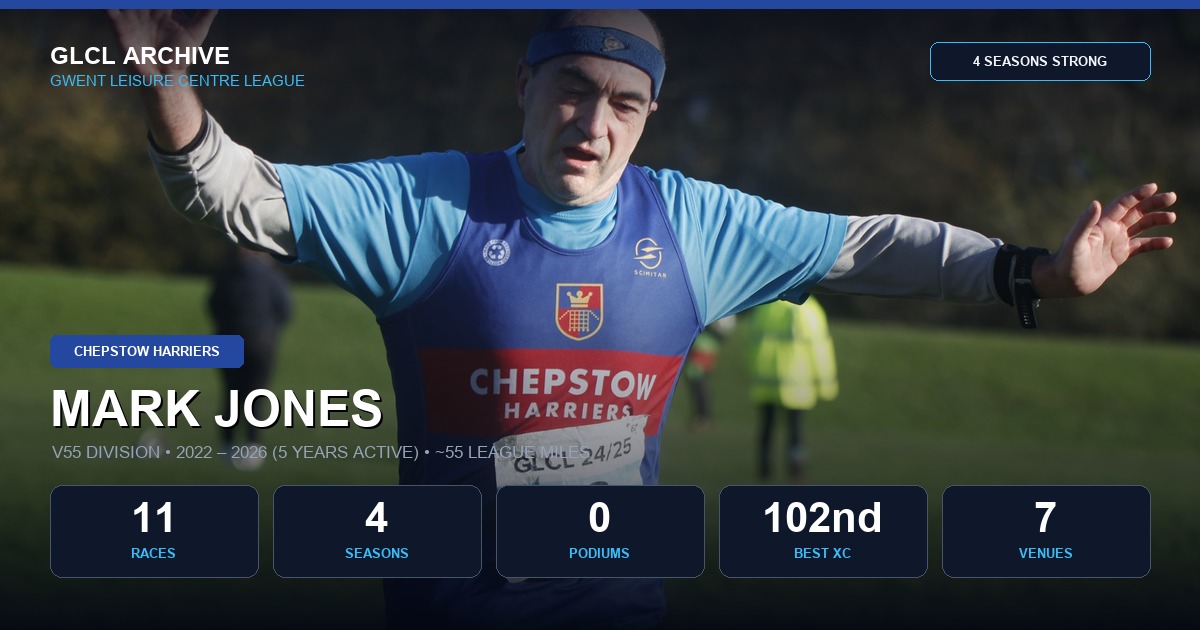 GLCL ARCHIVE
GWENT LEISURE CENTRE LEAGUE
4 SEASONS STRONG
SCIMITAR
CHEPSTOW
HARRIERS
GLCL 24/25
CHEPSTOW HARRIERS
MARK JONES
V55 DIVISION • 2022 – 2026 (5 YEARS ACTIVE) • ~55 LEAGUE MILES
11
RACES
4
SEASONS
0
PODIUMS
102nd
BEST XC
7
VENUES